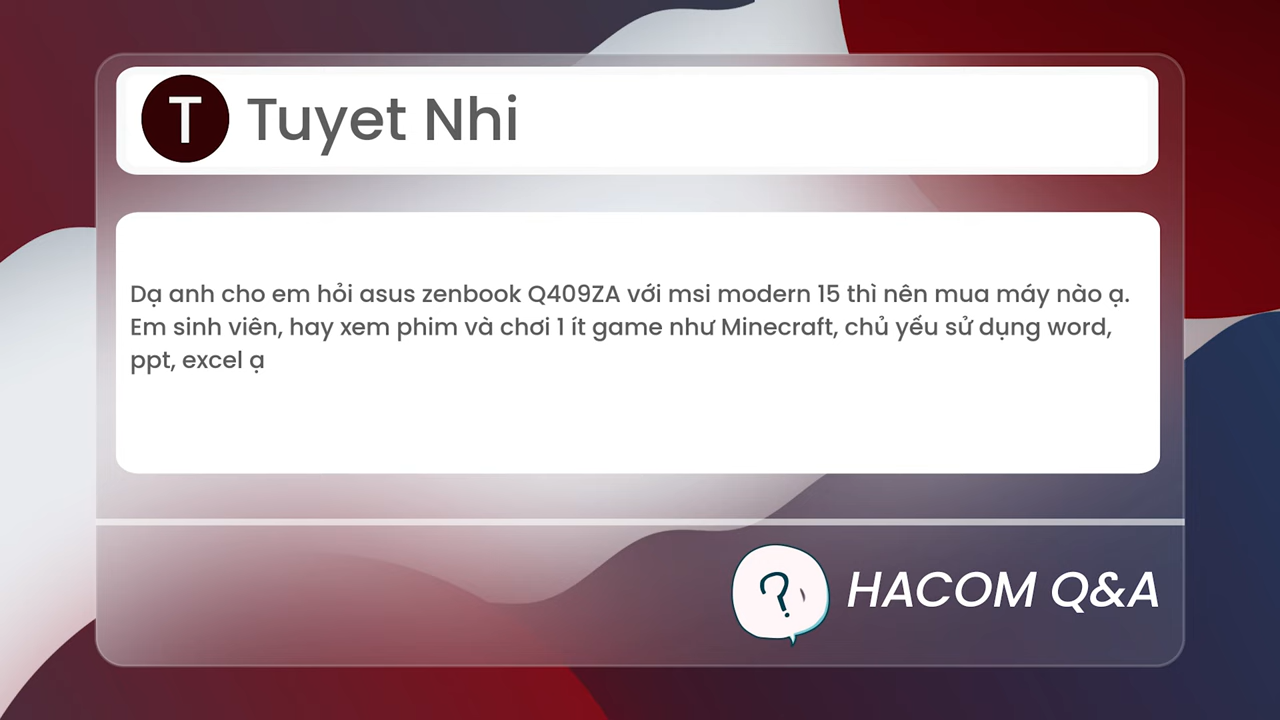 T
Tuyet Nhi
Dạ anh cho em hỏi asus zenbook Q409ZA với msi modern 15 thì nên mua máy nào ạ.
Em sinh viên, hay xem phim và chơi 1 ít game như Minecraft, chủ yếu sử dụng word,
ppt, excel ạ
?
HACOM Q&A